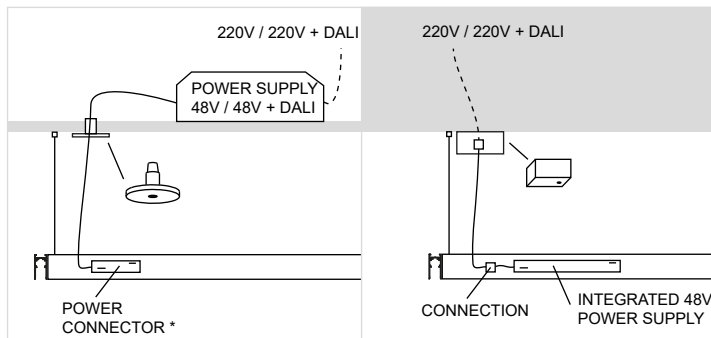 220V / 220V + DALI
POWER SUPPLY
48V / 48V + DALI
POWER
CONNECTOR *
220V / 220V + DALI
CONNECTION
INTEGRATED 48V
POWER SUPPLY